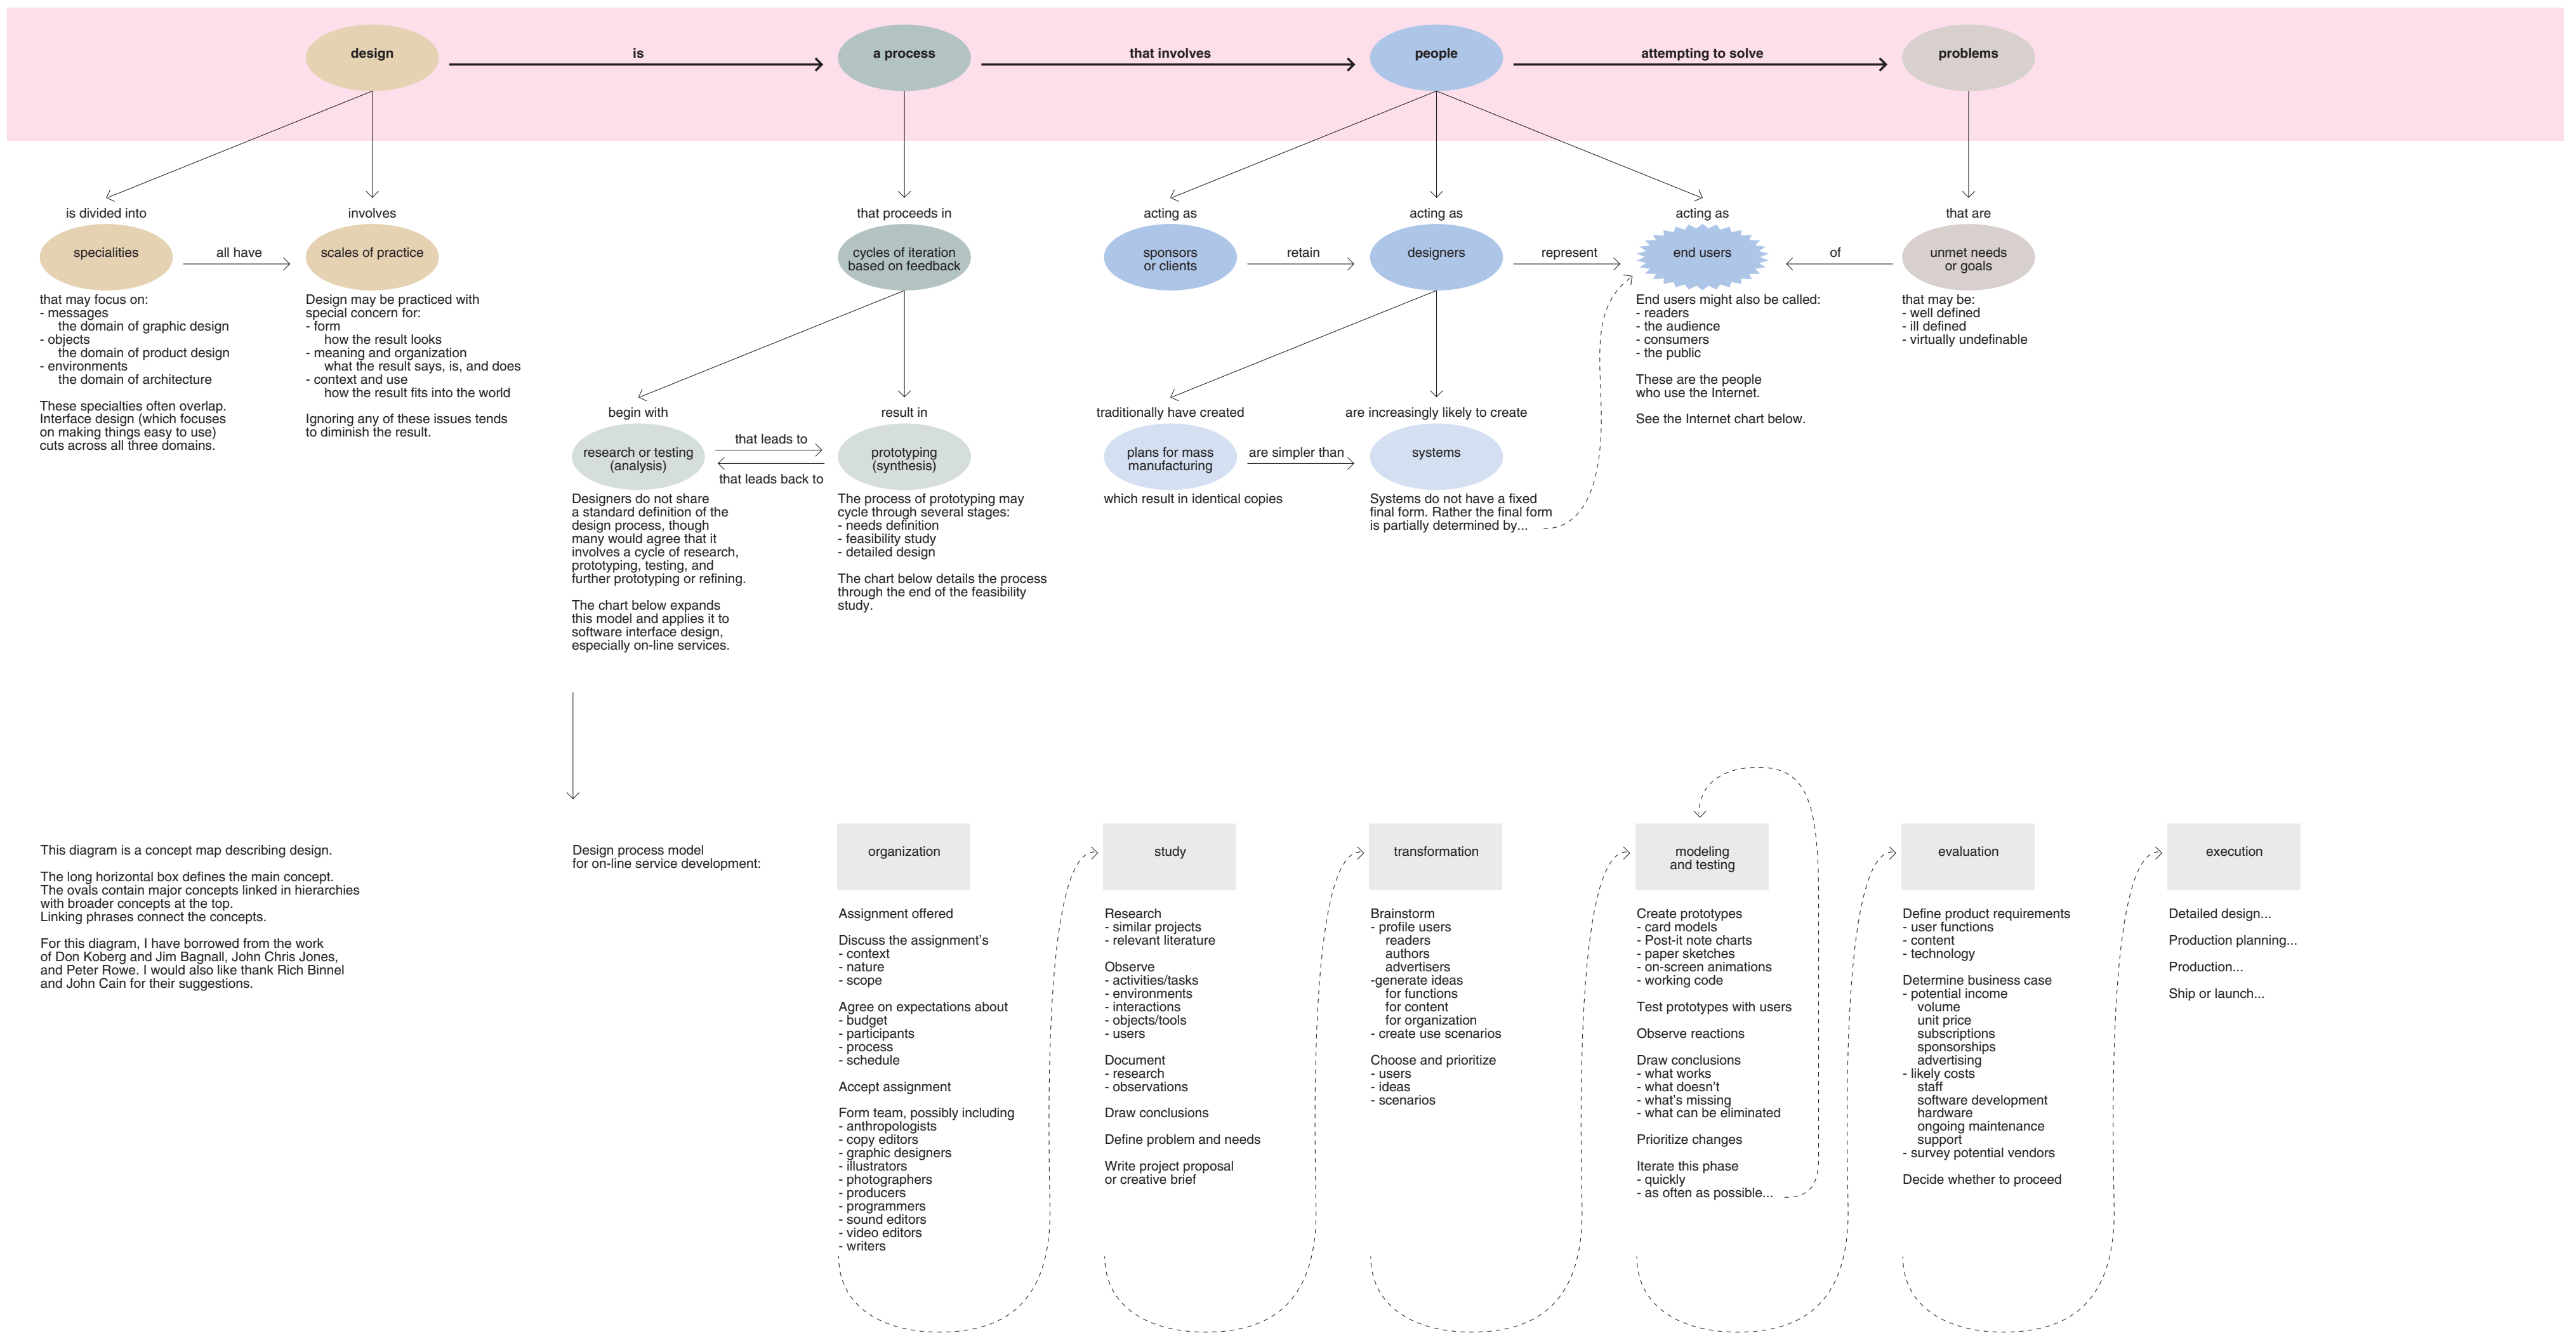 design
is
a process
that involves
people
attempting to solve
problems
is divided into
specialities
all have
involves
scales of practice
that may focus on:
- messages
the domain of graphic design
- objects
the domain of product design
- environments
the domain of architecture
These specialties often overlap.
Interface design (which focuses
on making things easy to use)
cuts across all three domains.
Design may be practiced with
special concern for:
- form
how the result looks
- meaning and organization
what the result says, is, and does
- context and use
how the result fits into the world
Ignoring any of these issues tends
to diminish the result.
that proceeds in
cycles of iteration
based on feedback
begin with
research or testing
(analysis)
that leads to
that leads back to
result in
prototyping
(synthesis)
Designers do not share
a standard definition of the
design process, though
many would agree that it
involves a cycle of research,
prototyping, testing, and
further prototyping or refining.
The chart below expands
this model and applies it to
software interface design,
especially on-line services.
The process of prototyping may
cycle through several stages:
- needs definition
- feasibility study
- detailed design
The chart below details the process
through the end of the feasibility
study.
acting as
sponsors
or clients
retain
acting as
designers
represent
acting as
end users
of
that are
unmet needs
or goals
traditionally have created
plans for mass
manufacturing
are simpler than
are increasingly likely to create
systems
which result in identical copies
Systems do not have a fixed
final form. Rather the final form
is partially determined by...
End users might also be called:
- readers
- the audience
- consumers
- the public
These are the people
who use the Internet.
See the Internet chart below.
that may be:
- well defined
- ill defined
- virtually undefinable
This diagram is a concept map describing design.
The long horizontal box defines the main concept.
The ovals contain major concepts linked in hierarchies
with broader concepts at the top.
Linking phrases connect the concepts.
For this diagram, I have borrowed from the work
of Don Koberg and Jim Bagnall, John Chris Jones,
and Peter Rowe. I would also like thank Rich Binnel
and John Cain for their suggestions.
Design process model
for on-line service development:
organization
Assignment offered
Discuss the assignment’s
- context
- nature
- scope
Agree on expectations about
- budget
- participants
- process
- schedule
Accept assignment
Form team, possibly including
- anthropologists
- copy editors
- graphic designers
- illustrators
- photographers
- producers
- programmers
- sound editors
- video editors
- writers
study
Research
- similar projects
- relevant literature
Observe
- activities/tasks
- environments
- interactions
- objects/tools
- users
Document
- research
- observations
Draw conclusions
Define problem and needs
Write project proposal
or creative brief
transformation
Brainstorm
- profile users
readers
authors
advertisers
-generate ideas
for functions
for content
for organization
- create use scenarios
Choose and prioritize
- users
- ideas
- scenarios
modeling
and testing
Create prototypes
- card models
- Post-it note charts
- paper sketches
- on-screen animations
- working code
Test prototypes with users
Observe reactions
Draw conclusions
- what works
- what doesn’t
- what’s missing
- what can be eliminated
Prioritize changes
Iterate this phase
- quickly
- as often as possible...
evaluation
Define product requirements
- user functions
- content
- technology
Determine business case
- potential income
volume
unit price
subscriptions
sponsorships
advertising
- likely costs
staff
software development
hardware
ongoing maintenance
support
- survey potential vendors
Decide whether to proceed
execution
Detailed design...
Production planning...
Production...
Ship or launch...